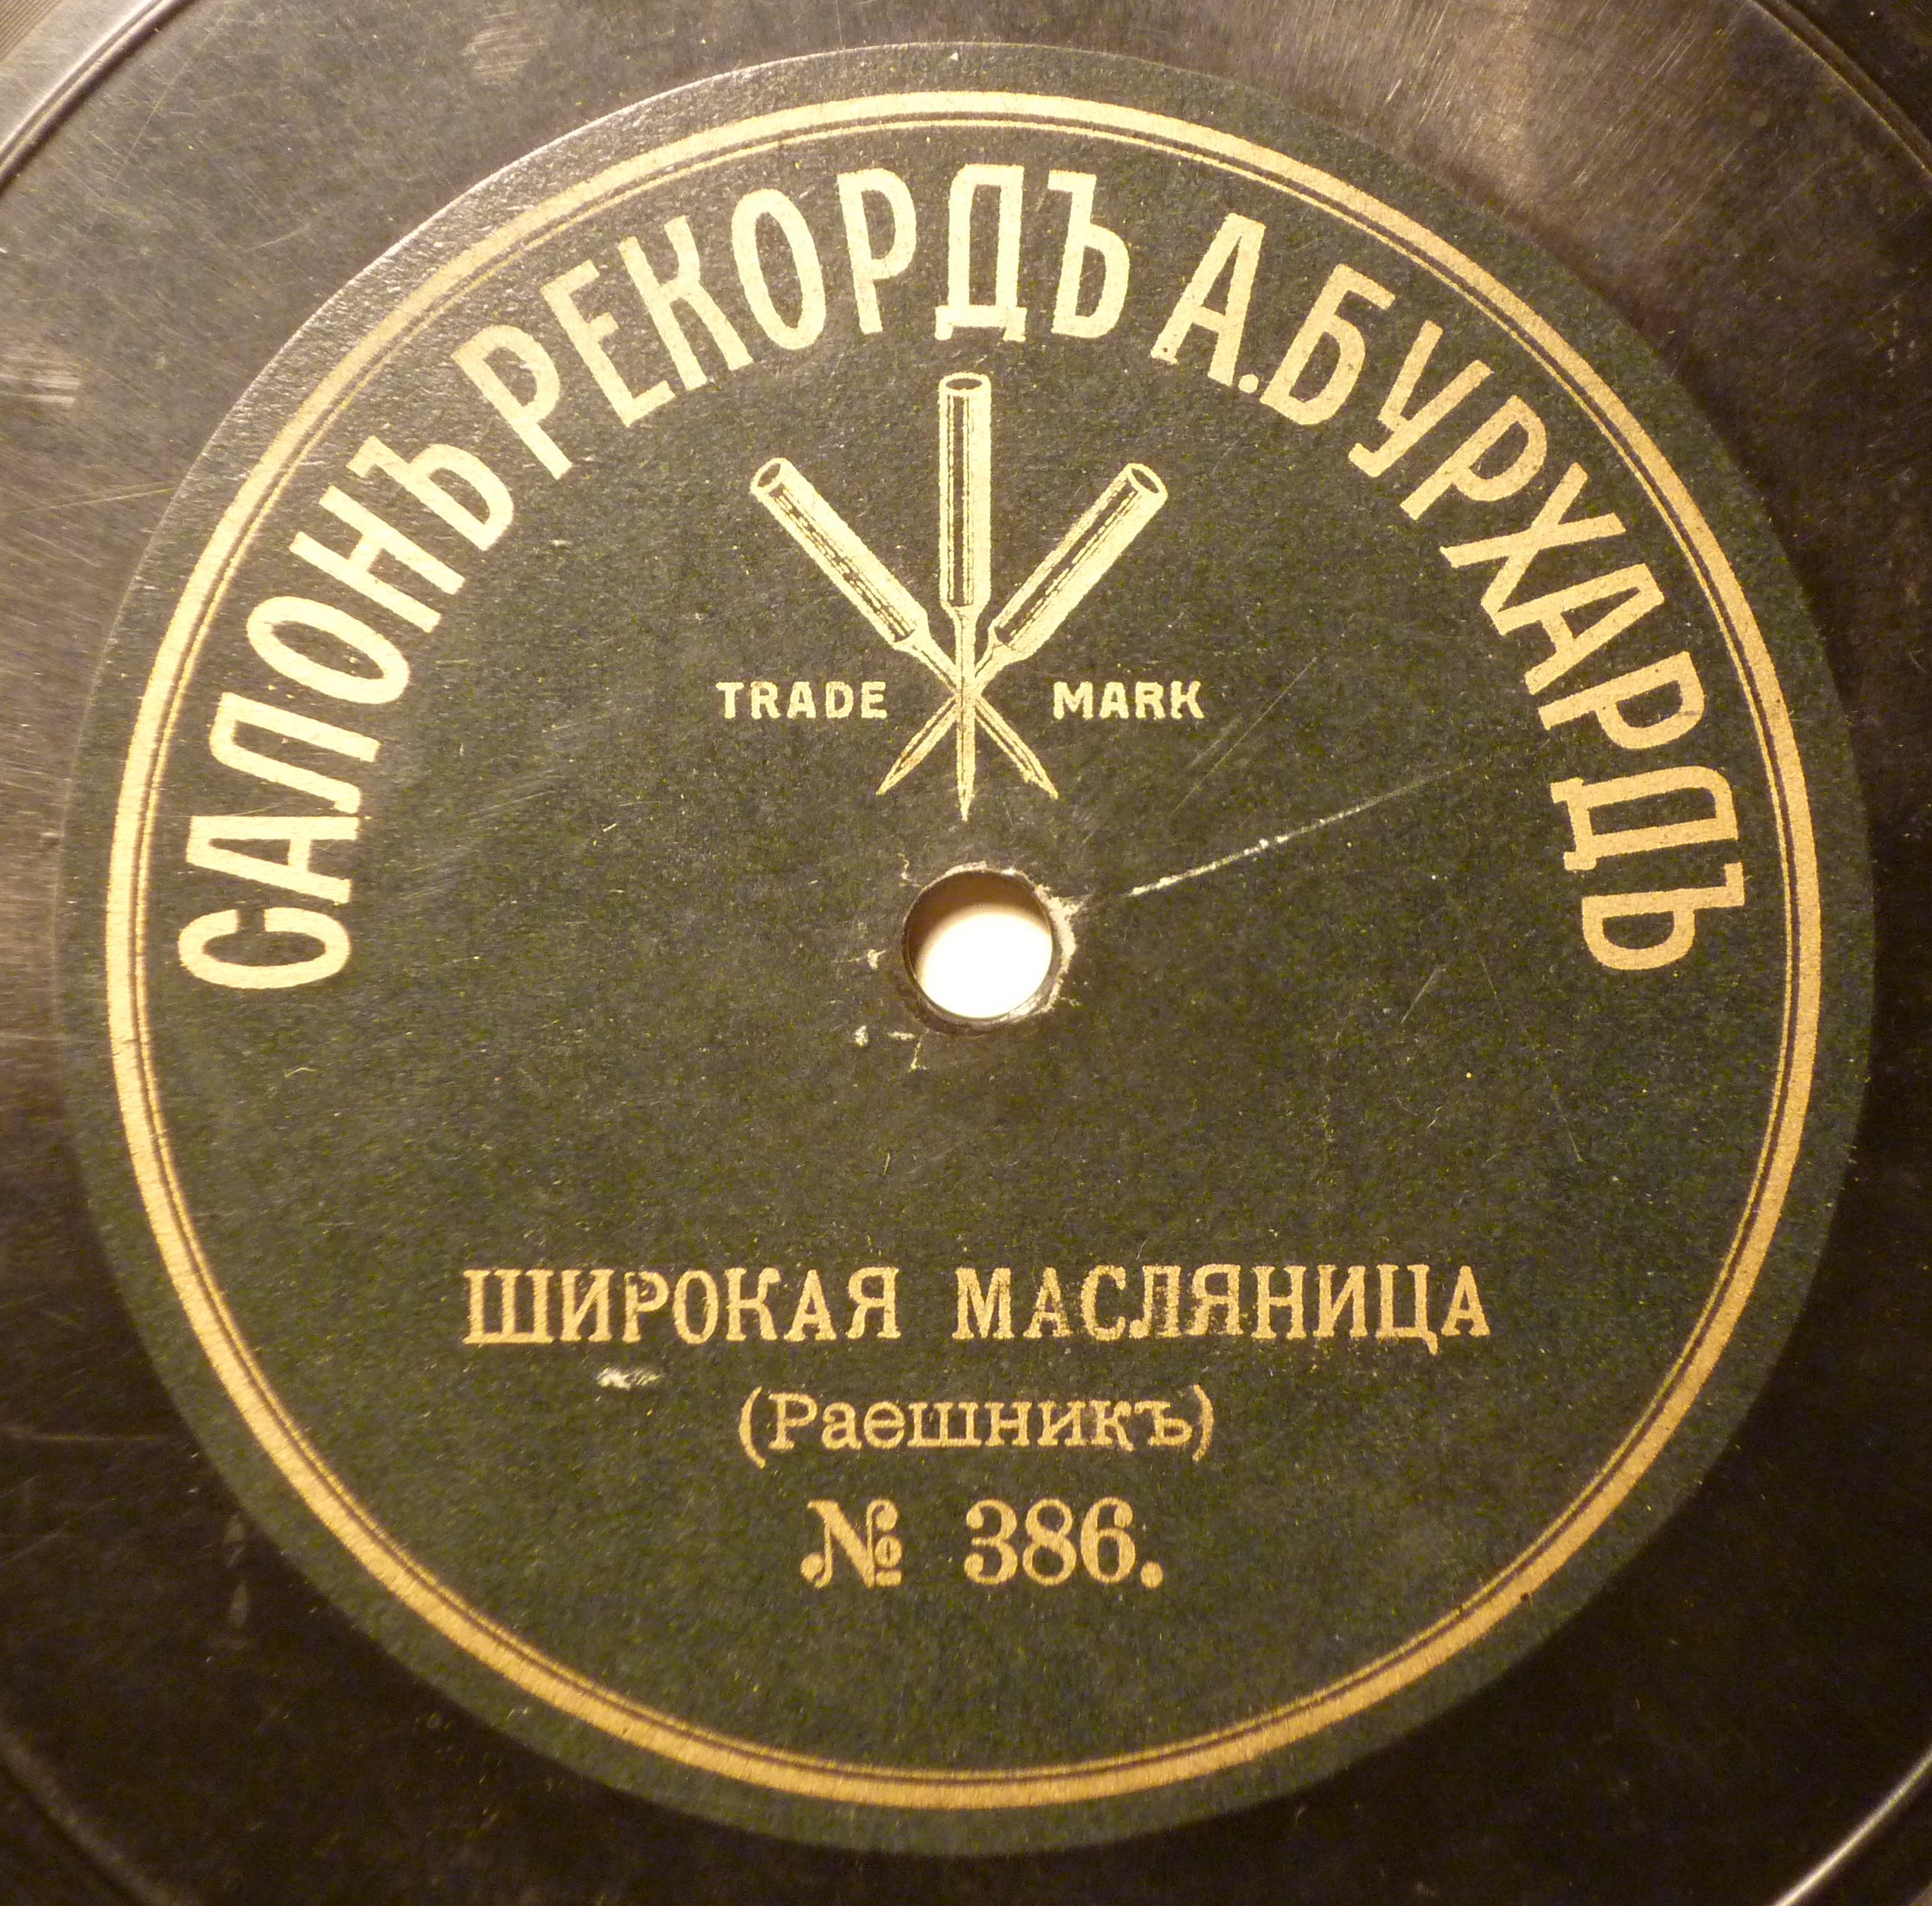 САЛОНЪ РЕКОРДЪ А.БУРХАРДЪ
TRADE MARK
ШИРОКАЯ МАСЛЯНИЦА
(Раешникъ)
№ 386.